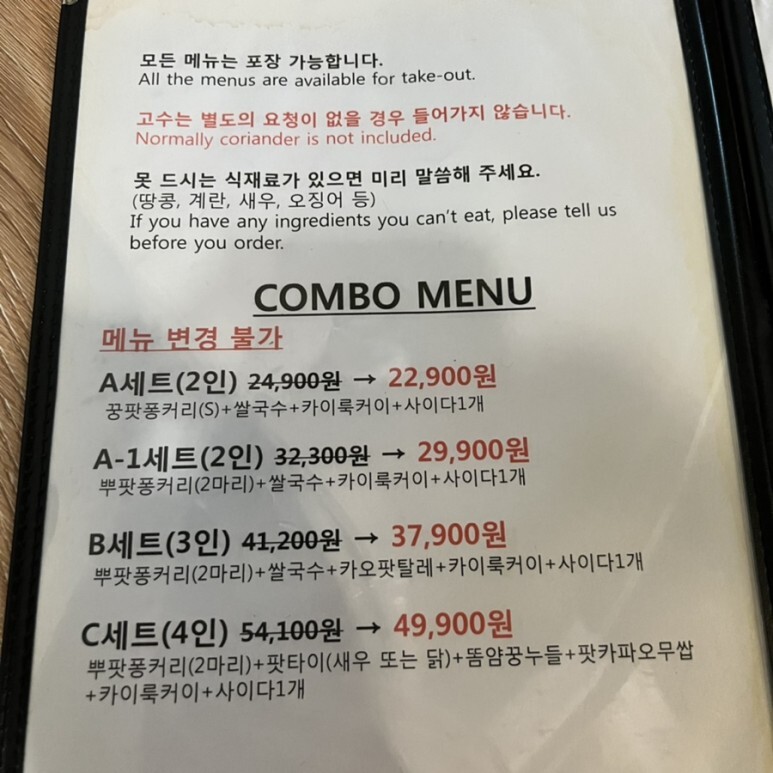 모든 메뉴는 포장 가능합니다.
All the menus are available for take-out.
고수는 별도의 요청이 없을 경우 들어가지 않습니다.
Normally coriander is not included.
못 드시는 식재료가 있으면 미리 말씀해 주세요.
(땅콩, 계란, 새우, 오징어 등)
If you have any ingredients you can't eat, please tell us
before you order.
COMBO MENU
메뉴 변경 불가
A세트(2인) 24,900원 → 22,900원
꿍팟퐁커리(S)+쌀국수+카이룩커이+사이다1개
A-1세트(2인) 32,300원 → 29,900원
뿌팟퐁커리(2마리)+쌀국수+카이룩커이+사이다1개
B세트(3인) 41,200원 → 37,900원
뿌팟퐁커리(2마리)+쌀국수+카오팟탈레+카이룩커이+사이다1개
C세트(4인) 54,100원 → 49,900원
뿌팟퐁커리(2마리)+팟타이(새우 또는 닭)+똠얌꿍누들+팟카파오무쌉
+카이룩커이+사이다1개